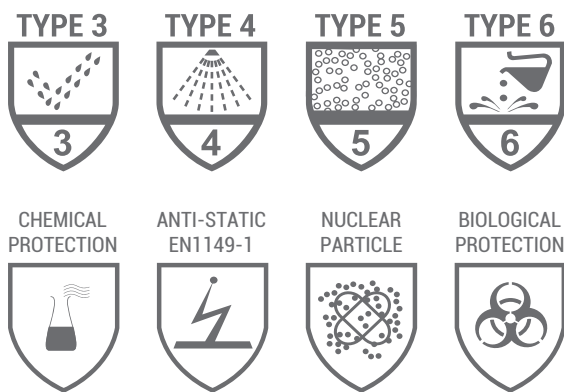 TYPE 3
TYPE 4
TYPE 5
TYPE 6
3
4
5
6
CHEMICAL
PROTECTION
ANTI-STATIC
EN1149-1
NUCLEAR
PARTICLE
BIOLOGICAL
PROTECTION